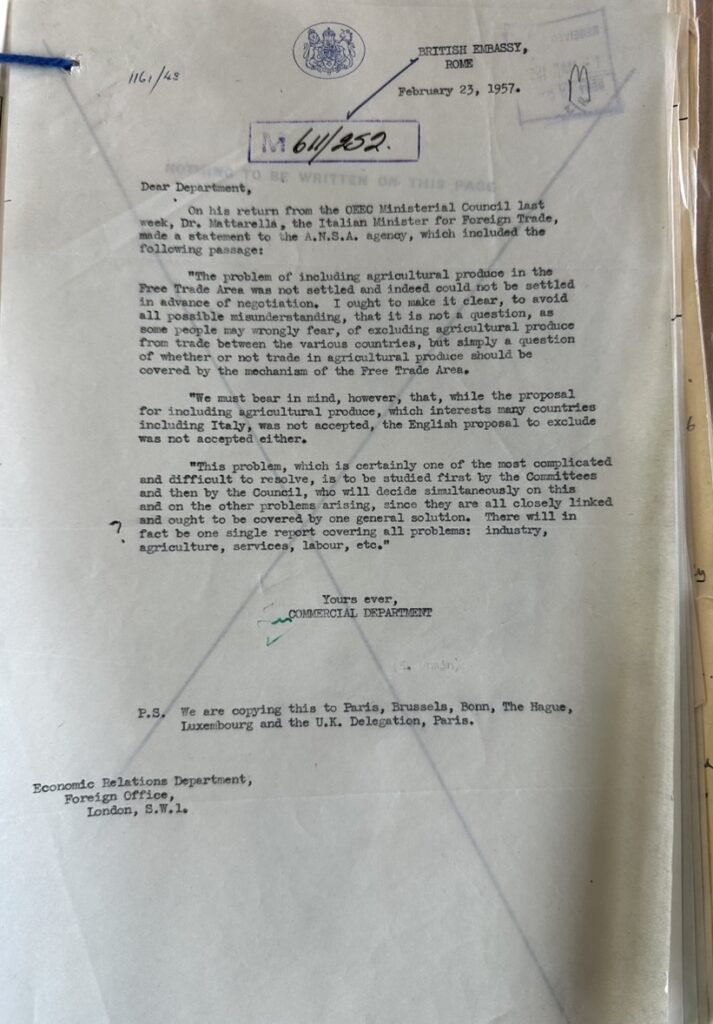 BRITISH EMBASSY,
ROME
1161/43
February 23, 1957.
RECEIVED
M 611/252.
NOTHING TO BE WRITTEN ON THIS PAGE
Dear Department,
On his return from the OEEC Ministerial Council last
week, Dr. Mattarella, the Italian Minister for Foreign Trade,
made a statement to the A.N.S.A. agency, which included the
following passage:
"The problem of including agricultural produce in the
Free Trade Area was not settled and indeed could not be settled
in advance of negotiation. I ought to make it clear, to avoid
all possible misunderstanding, that it is not a question, as
some people may wrongly fear, of excluding agricultural produce
from trade between the various countries, but simply a question
of whether or not trade in agricultural produce should be
covered by the mechanism of the Free Trade Area.
"We must bear in mind, however, that, while the proposal
for including agricultural produce, which interests many countries
including Italy, was not accepted, the English proposal to exclude
was not accepted either.
"This problem, which is certainly one of the most complicated
and difficult to resolve, is to be studied first by the Committees
and then by the Council, who will decide simultaneously on this
and on the other problems arising, since they are all closely linked
and ought to be covered by one general solution. There will in
? fact be one single report covering all problems: industry,
agriculture, services, labour, etc."
Yours ever,
COMMERCIAL DEPARTMENT
P.S. We are copying this to Paris, Brussels, Bonn, The Hague,
Luxembourg and the U.K. Delegation, Paris.
Economic Relations Department,
Foreign Office,
London, S.W.1.